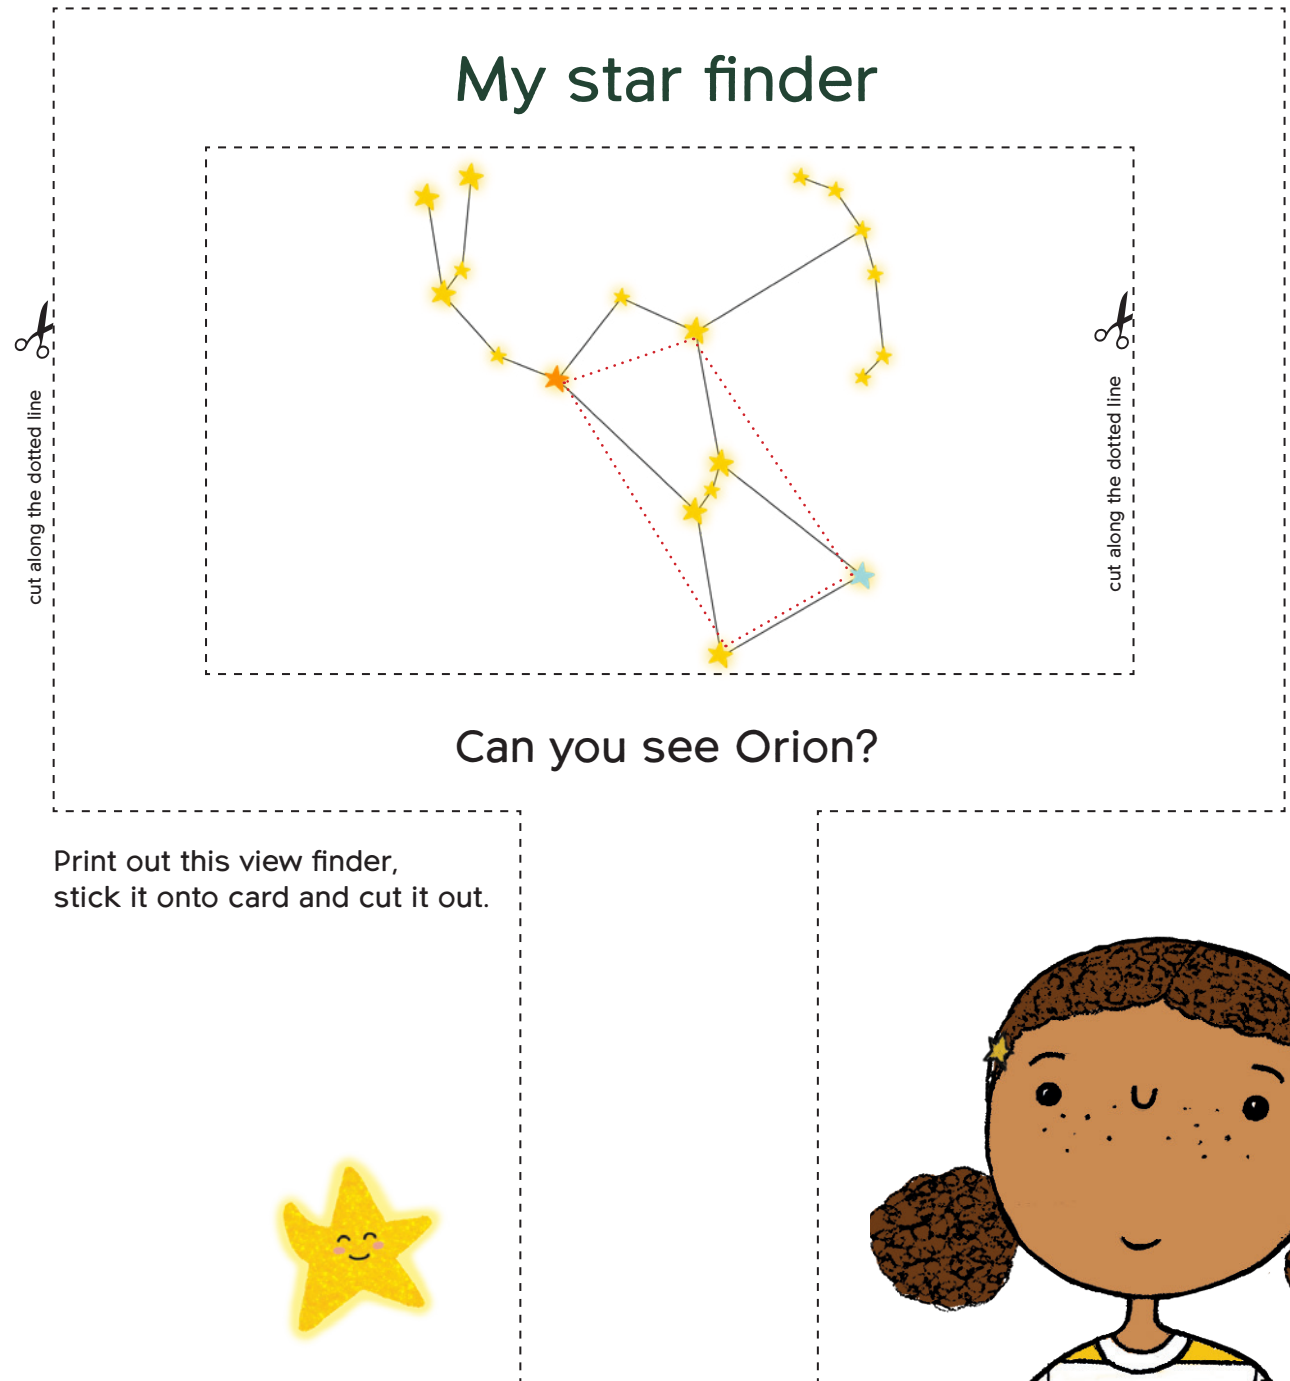 My star finder
cut along the dotted line
cut along the dotted line
Can you see Orion?
Print out this view finder,
stick it onto card and cut it out.